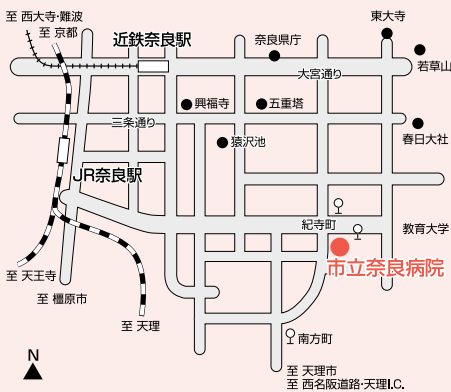 至 西大寺・難波
至 京都
近鉄奈良駅
奈良県庁
東大寺
若草山
大宮通り
興福寺
五重塔
三条通り
猿沢池
春日大社
JR奈良駅
紀寺町
教育大学
市立奈良病院
至 天王寺
至 橿原市
至 天理
南方町
N
至 天理市
至 西名阪道路・天理I.C.